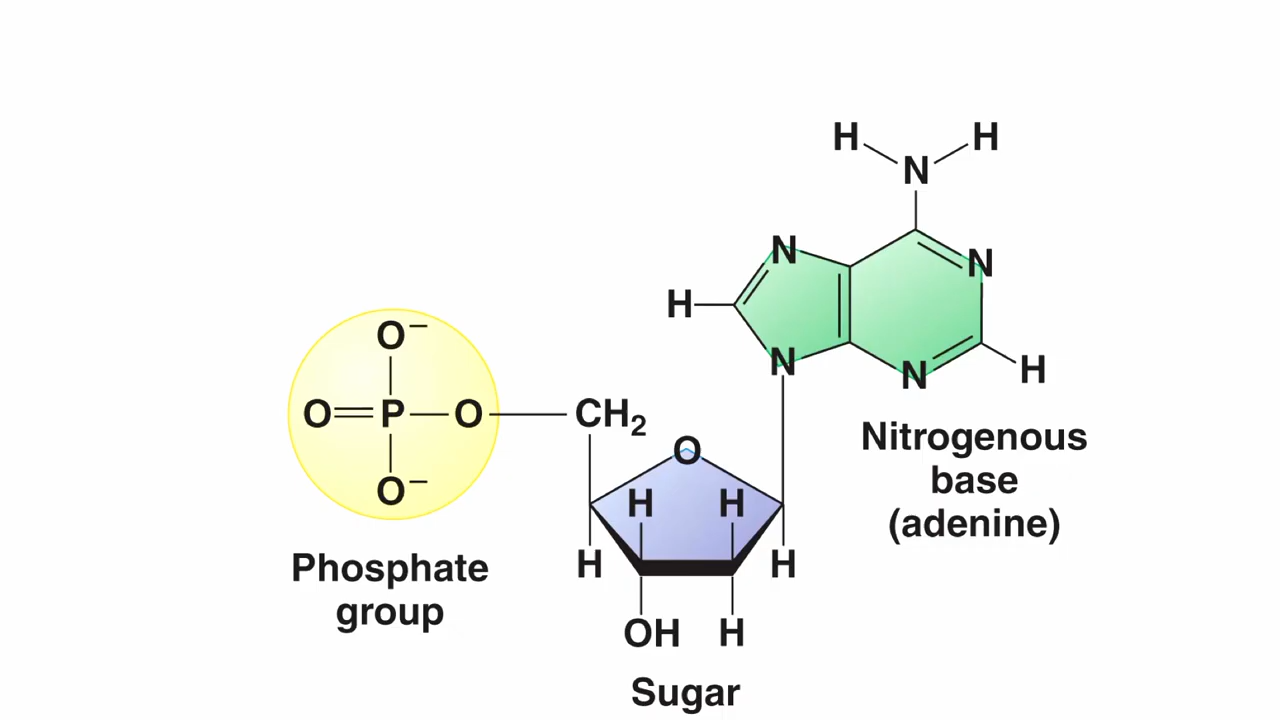 H H
N
N N
H
O⁻
N N H
O P O CH₂
Nitrogenous
base
(adenine)
O
O⁻
H H
H H
Phosphate
group
OH H
Sugar